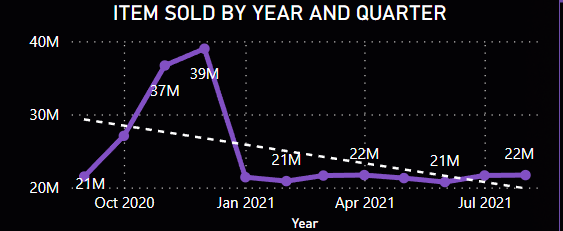 ITEM SOLD BY YEAR AND QUARTER
40M
39M
37M
30M
21M
22M
21M
22M
21M
20M
Oct 2020
Jan 2021
Apr 2021
Jul 2021
Year